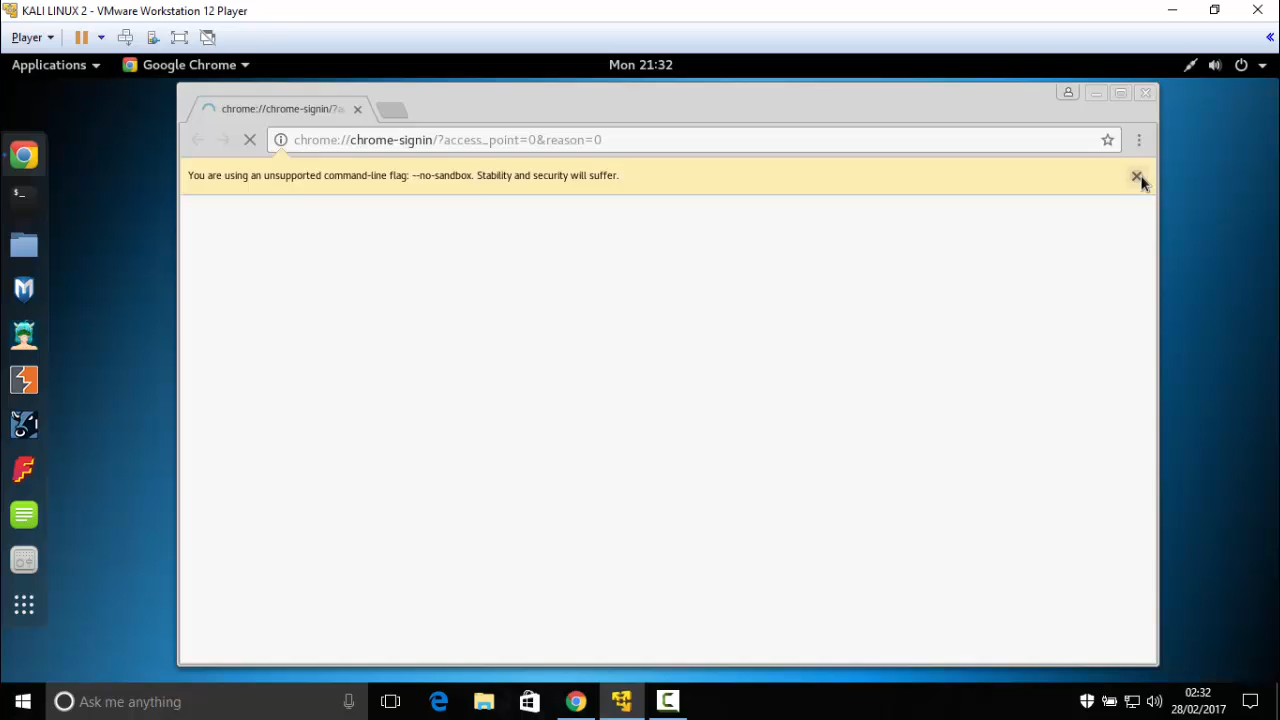 KALI LINUX 2 - VMware Workstation 12 Player
Player
Applications
Google Chrome
Mon 21:32
chrome://chrome-signin/?a
chrome://chrome-signin/?access_point=0&reason=0
You are using an unsupported command-line flag: --no-sandbox. Stability and security will suffer.
Ask me anything
02:32
28/02/2017